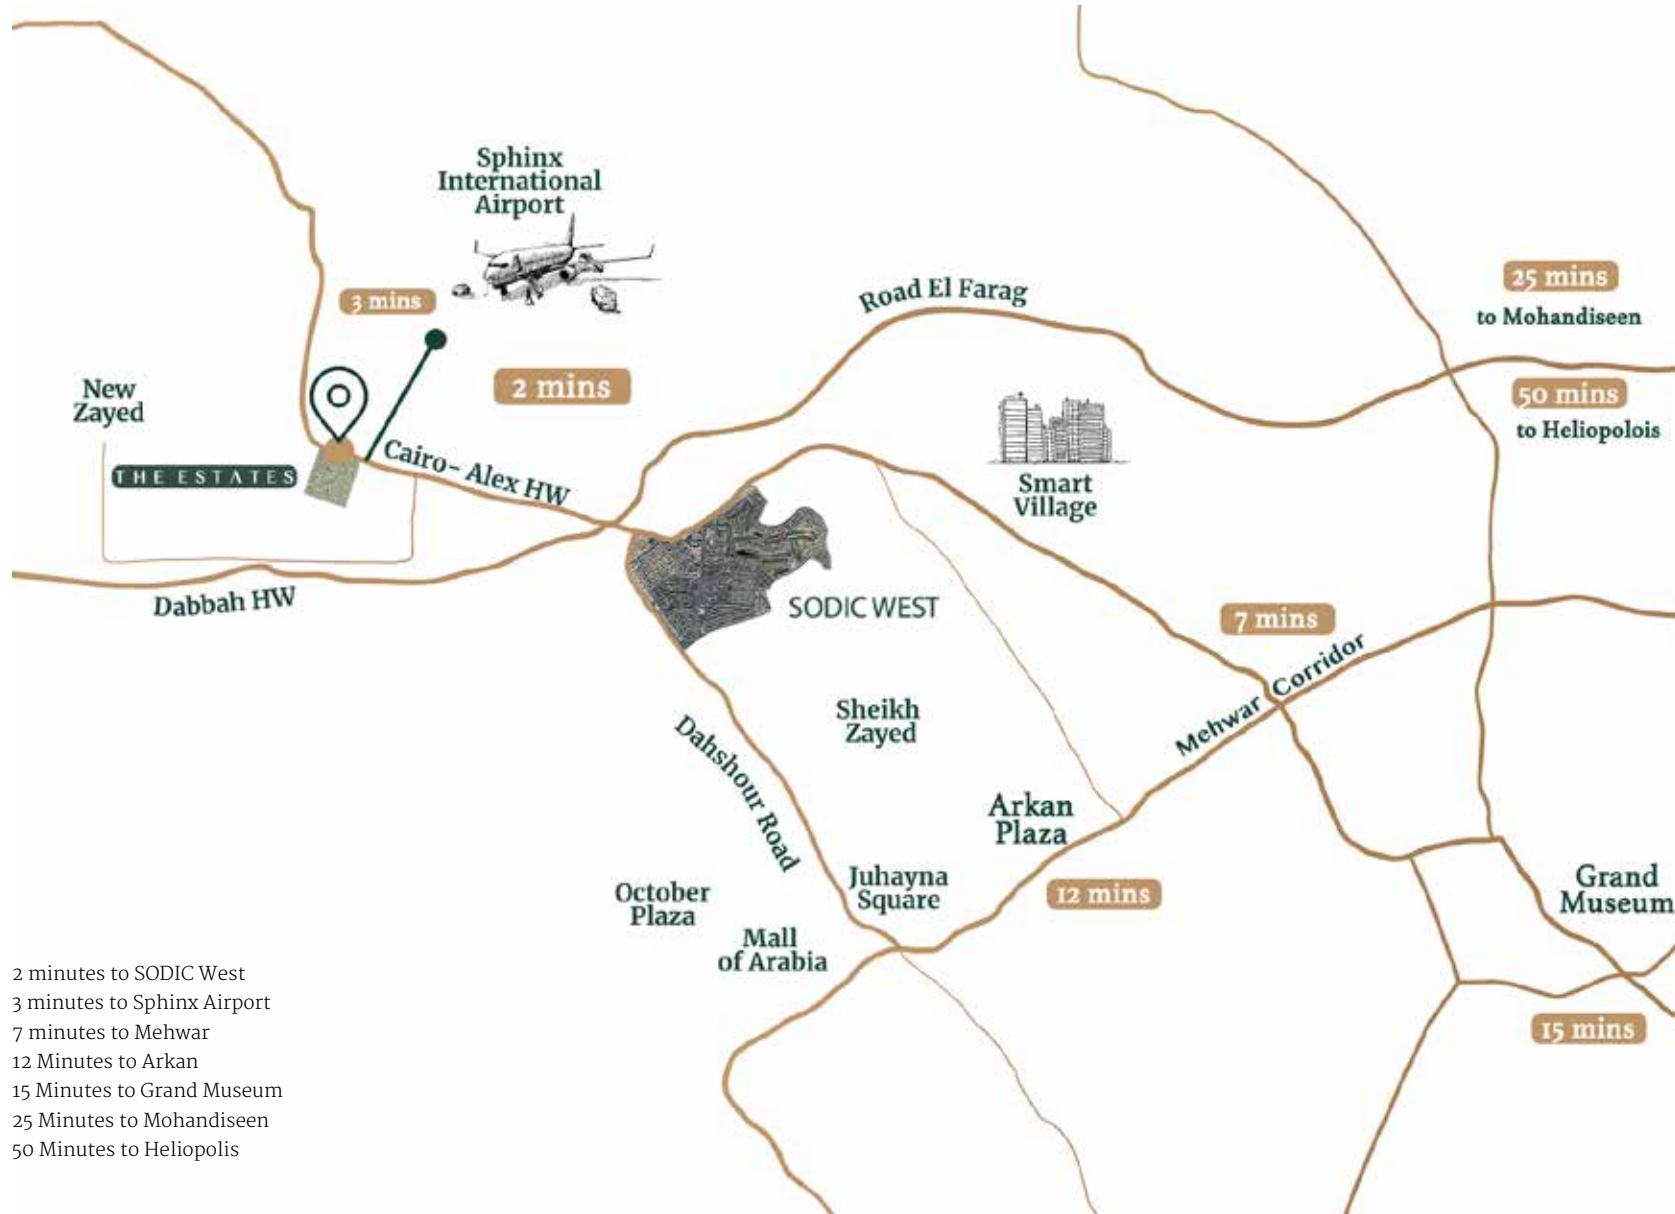 Sphinx
International
Airport
3 mins
25 mins
to Mohandiseen
Road El Farag
2 mins
New
Zayed
50 mins
to Heliopolois
THE ESTATES
Cairo- Alex HW
Smart
Village
Dabbah HW
SODIC WEST
7 mins
Mehwar Corridor
Sheikh
Zayed
Dahshour Road
Arkan
Plaza
Juhayna
Square
12 mins
October
Plaza
Grand
Museum
Mall
of Arabia
15 mins
2 minutes to SODIC West
3 minutes to Sphinx Airport
7 minutes to Mehwar
12 Minutes to Arkan
15 Minutes to Grand Museum
25 Minutes to Mohandiseen
50 Minutes to Heliopolis